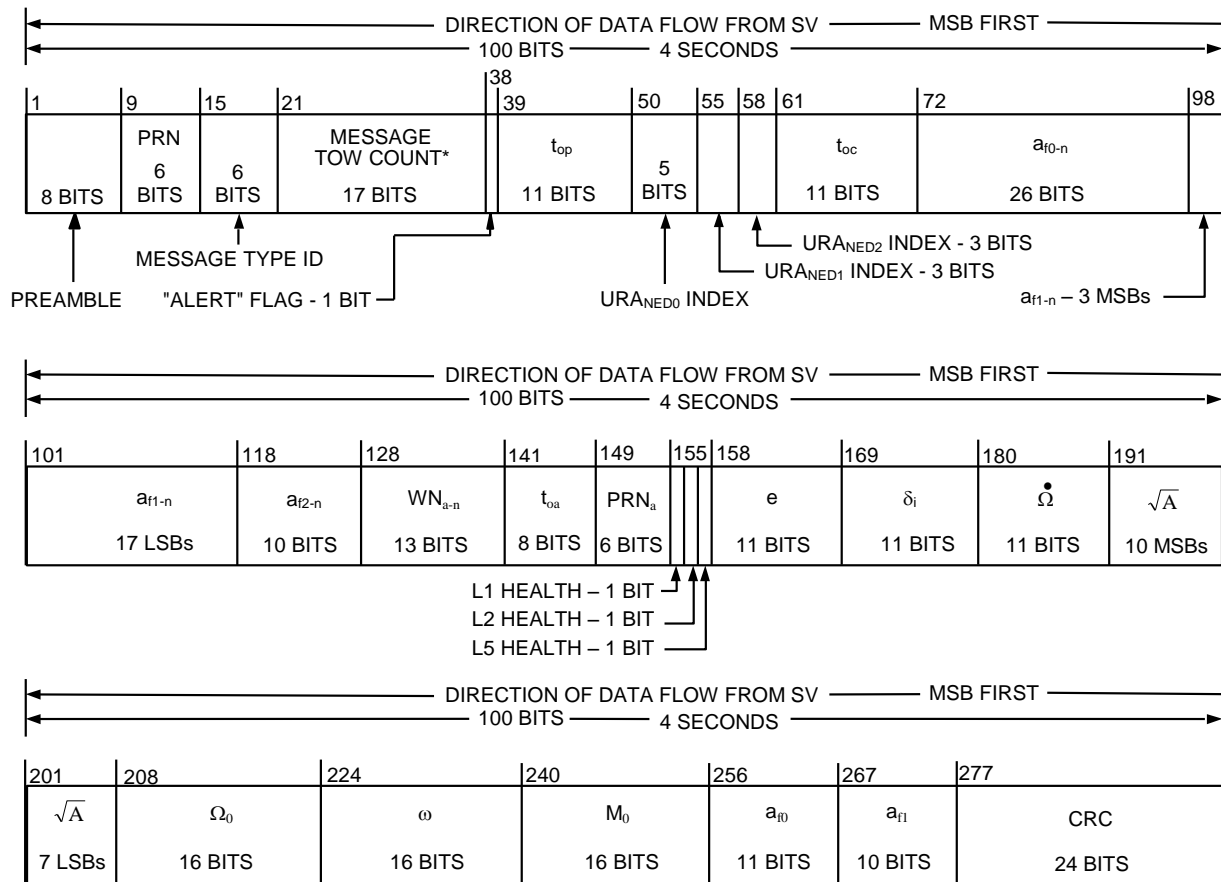 DIRECTION OF DATA FLOW FROM SV MSB FIRST
100 BITS 4 SECONDS
38
1 9 15 21 39 50 55 58 61 72 98
PRN MESSAGE t_op t_oc a_f0-n
TOW COUNT*
8 BITS 6 BITS 6 BITS 17 BITS 11 BITS 5 BITS 11 BITS 26 BITS
URA_NED2 INDEX - 3 BITS
MESSAGE TYPE ID URA_NED1 INDEX - 3 BITS
PREAMBLE "ALERT" FLAG - 1 BIT URA_NED0 INDEX a_f1-n – 3 MSBs
DIRECTION OF DATA FLOW FROM SV MSB FIRST
100 BITS 4 SECONDS
101 118 128 141 149 155 158 169 180 191
a_f1-n a_f2-n WN_a-n t_oa PRN_a e δ_i Ω̇ √A
17 LSBs 10 BITS 13 BITS 8 BITS 6 BITS 11 BITS 11 BITS 11 BITS 10 MSBs
L1 HEALTH – 1 BIT
L2 HEALTH – 1 BIT
L5 HEALTH – 1 BIT
DIRECTION OF DATA FLOW FROM SV MSB FIRST
100 BITS 4 SECONDS
201 208 224 240 256 267 277
√A Ω_0 ω M_0 a_f0 a_f1 CRC
7 LSBs 16 BITS 16 BITS 16 BITS 11 BITS 10 BITS 24 BITS